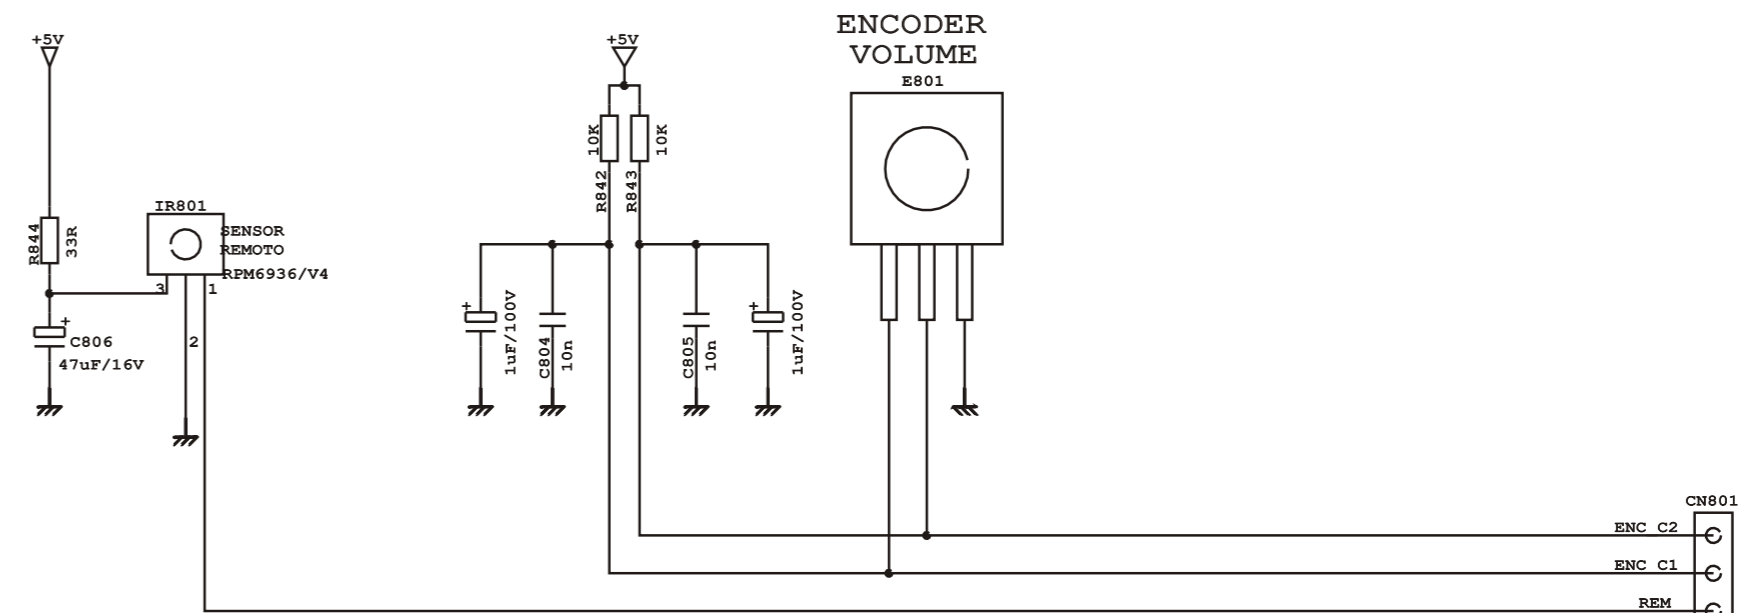 ENCODER
VOLUME
E801
+5V
+5V
10K
10K
R842
R843
IR801
SENSOR
REMOTO
RPM6936/V4
R844
33R
3
1
2
+
C806
47uF/16V
+
1uF/100V
C804
10n
C805
10n
+
1uF/100V
CN801
ENC C2
ENC C1
REM